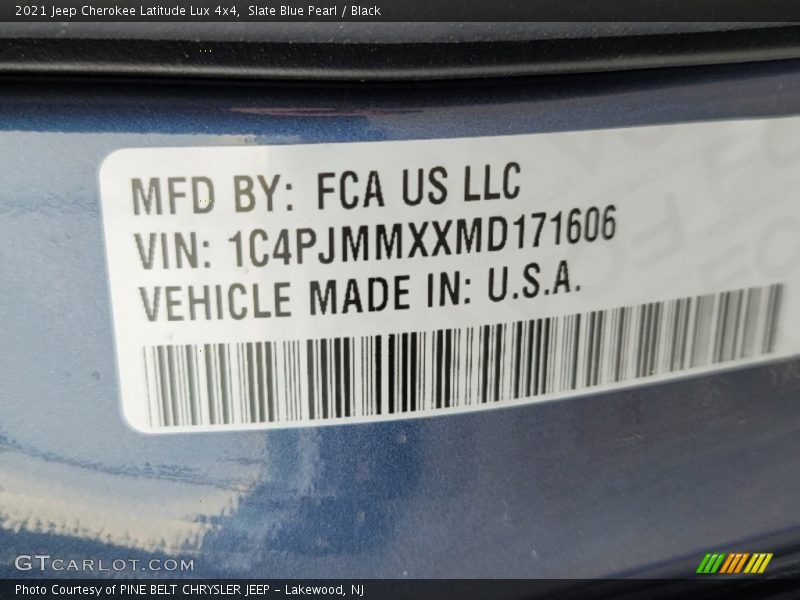 2021 Jeep Cherokee Latitude Lux 4x4, Slate Blue Pearl / Black
MFD BY: FCA US LLC
VIN: 1C4PJMMXXMD171606
VEHICLE MADE IN: U.S.A.
GTCARLOT.COM
Photo Courtesy of PINE BELT CHRYSLER JEEP – Lakewood, NJ